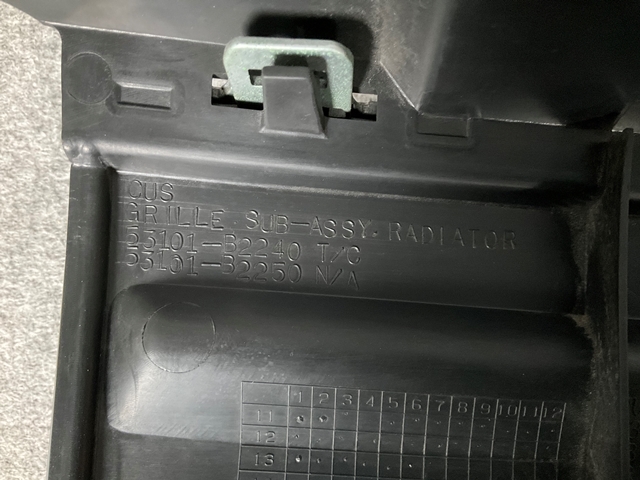 CUS
GRILLE SUB-ASSY, RADIATOR
53101-B2240 T/C
53101-B2250 N/A
1 2 3 4 5 6 7 8 9 10 11 12
11
12
13